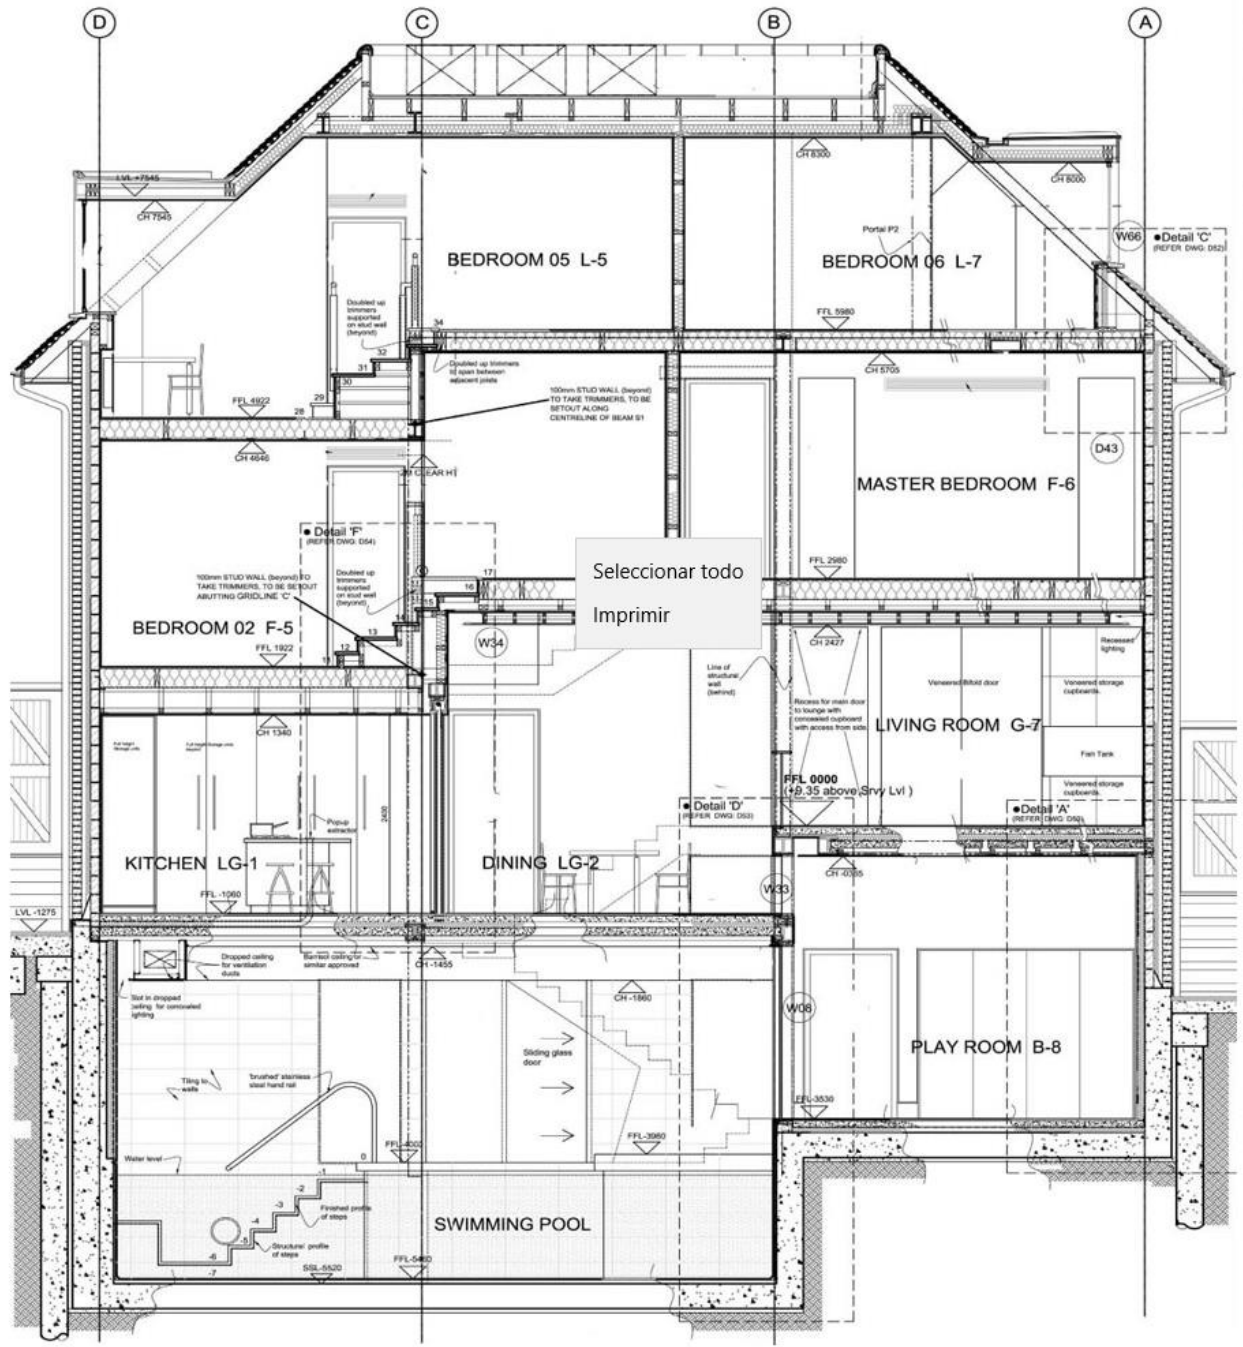 D
C
B
A
LVL +7545
CH 7545
CH 8300
CH 8000
Portal P2
W66
Detail 'C'
(REFER DWG: D52)
BEDROOM 05 L-5
BEDROOM 06 L-7
Doubled up
trimmers
supported
on stud wall
(beyond)
FFL 5980
34
32
31
30
29
28
Doubled up trimmers
to span between
adjacent joists
CH 5705
FFL 4922
100mm STUD WALL (beyond)
TO TAKE TRIMMERS, TO BE
SETOUT ALONG
CENTRELINE OF BEAM S1
CH 4646
CLEAR HT
D43
MASTER BEDROOM F-6
Detail 'F'
(REFER DWG: D54)
FFL 2980
Seleccionar todo
Imprimir
100mm STUD WALL (beyond) TO
TAKE TRIMMERS, TO BE SETOUT
ABUTTING GRIDLINE 'C'
Doubled up
trimmers
supported
on stud wall
(beyond)
17
16
15
14
13
12
11
BEDROOM 02 F-5
FFL 1922
W34
CH 2427
Recessed
lighting
Line of
structural
wall
(behind)
Veneered Bifold door
Veneered storage
cupboards.
Recess for main door
to lounge with
concealed cupboard
with access from side.
LIVING ROOM G-7
CH 1340
Fish Tank
FFL 0000
(+9.35 above Srvy Lvl )
Veneered storage
cupboards.
Detail 'D'
(REFER DWG: D53)
Detail 'A'
(REFER DWG: D50)
2400
Popup
extractor
KITCHEN LG-1
DINING LG-2
W33
FFL -1060
LVL -1275
Dropped ceiling
for ventilation
ducts
Barrisol ceiling or
similar approved
CH -1455
CH -1860
Slot in dropped
ceiling for concealed
lighting
W08
Sliding glass
door
PLAY ROOM B-8
Tiling to
walls
'brushed' stainless
steel hand rail
FFL-3530
FFL-3980
Water level
0
-1
-2
-3
-4
-5
-6
-7
Finished profile
of steps
Structural profile
of steps
SWIMMING POOL
SSL-5520